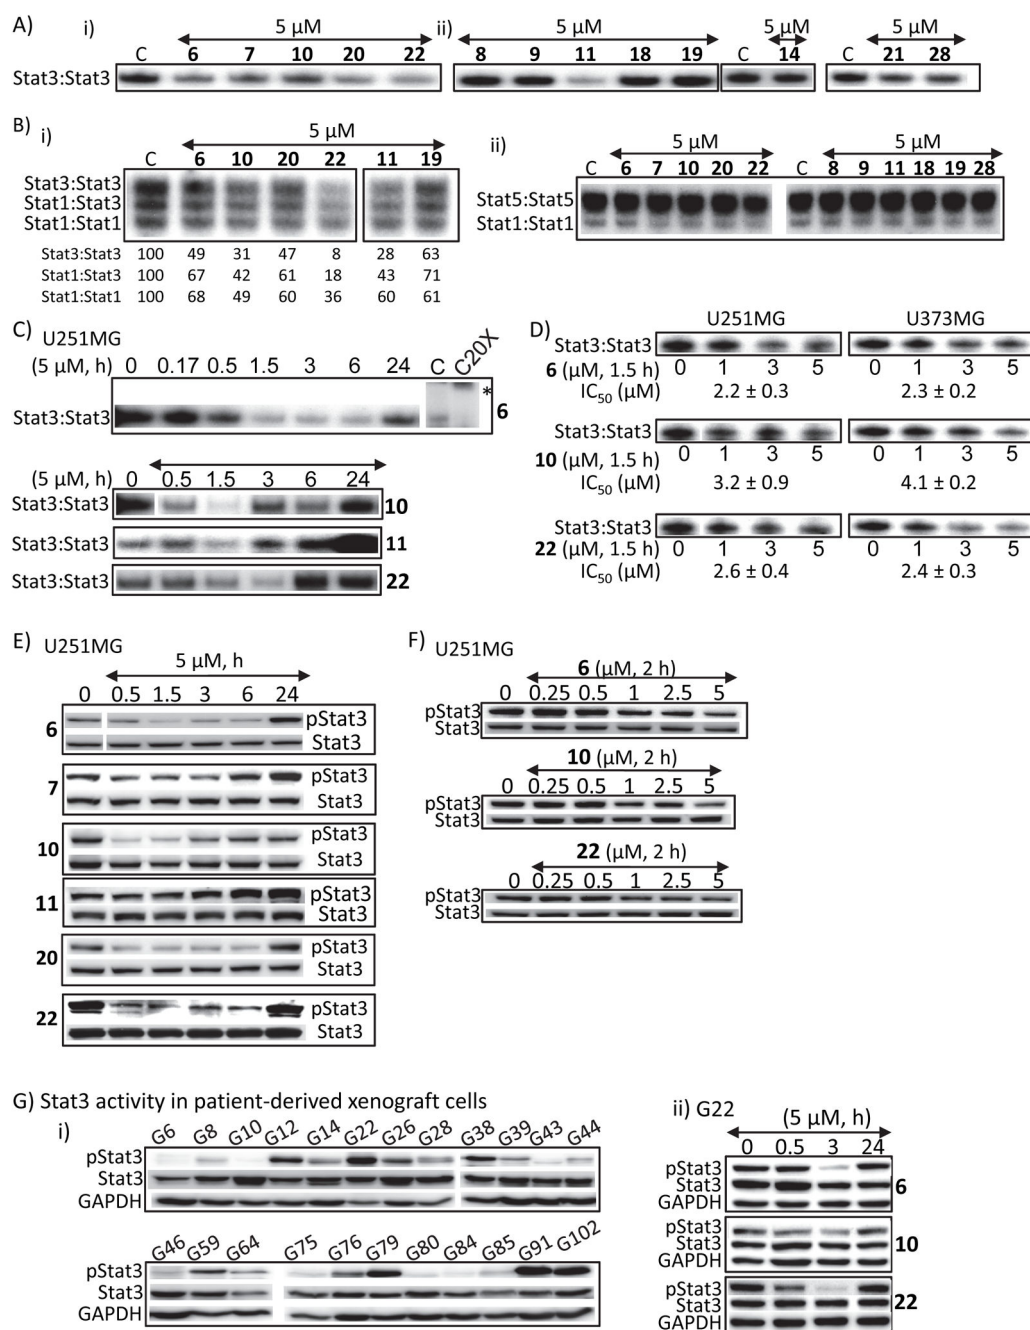 A)
i) 5 µM ii) 5 µM 5 µM 5 µM
C 6 7 10 20 22 8 9 11 18 19 C 14 C 21 28
Stat3:Stat3
B)
i) 5 µM ii) 5 µM 5 µM
C 6 10 20 22 11 19 C 6 7 10 20 22 C 8 9 11 18 19 28
Stat3:Stat3
Stat1:Stat3
Stat1:Stat1
Stat5:Stat5
Stat1:Stat1
Stat3:Stat3 100 49 31 47 8 28 63
Stat1:Stat3 100 67 42 61 18 43 71
Stat1:Stat1 100 68 49 60 36 60 61
C) U251MG
(5 µM, h) 0 0.17 0.5 1.5 3 6 24 C C20X
*
Stat3:Stat3 6
(5 µM, h) 0 0.5 1.5 3 6 24
Stat3:Stat3 10
Stat3:Stat3 11
Stat3:Stat3 22
D) U251MG U373MG
Stat3:Stat3
6 (µM, 1.5 h) 0 1 3 5 0 1 3 5
IC50 (µM) 2.2 ± 0.3 2.3 ± 0.2
Stat3:Stat3
10 (µM, 1.5 h) 0 1 3 5 0 1 3 5
IC50 (µM) 3.2 ± 0.9 4.1 ± 0.2
Stat3:Stat3
22 (µM, 1.5 h) 0 1 3 5 0 1 3 5
IC50 (µM) 2.6 ± 0.4 2.4 ± 0.3
E) U251MG
5 µM, h
0 0.5 1.5 3 6 24
6 pStat3
Stat3
7 pStat3
Stat3
10 pStat3
Stat3
11 pStat3
Stat3
20 pStat3
Stat3
22 pStat3
Stat3
F) U251MG
6 (µM, 2 h)
0 0.25 0.5 1 2.5 5
pStat3
Stat3
10 (µM, 2 h)
0 0.25 0.5 1 2.5 5
pStat3
Stat3
22 (µM, 2 h)
0 0.25 0.5 1 2.5 5
pStat3
Stat3
G) Stat3 activity in patient-derived xenograft cells
i) G6 G8 G10 G12 G14 G22 G26 G28 G38 G39 G43 G44
pStat3
Stat3
GAPDH
G46 G59 G64 G75 G76 G79 G80 G84 G85 G91 G102
pStat3
Stat3
GAPDH
ii) G22
(5 µM, h)
0 0.5 3 24
pStat3
Stat3 6
GAPDH
pStat3
Stat3 10
GAPDH
pStat3
Stat3 22
GAPDH